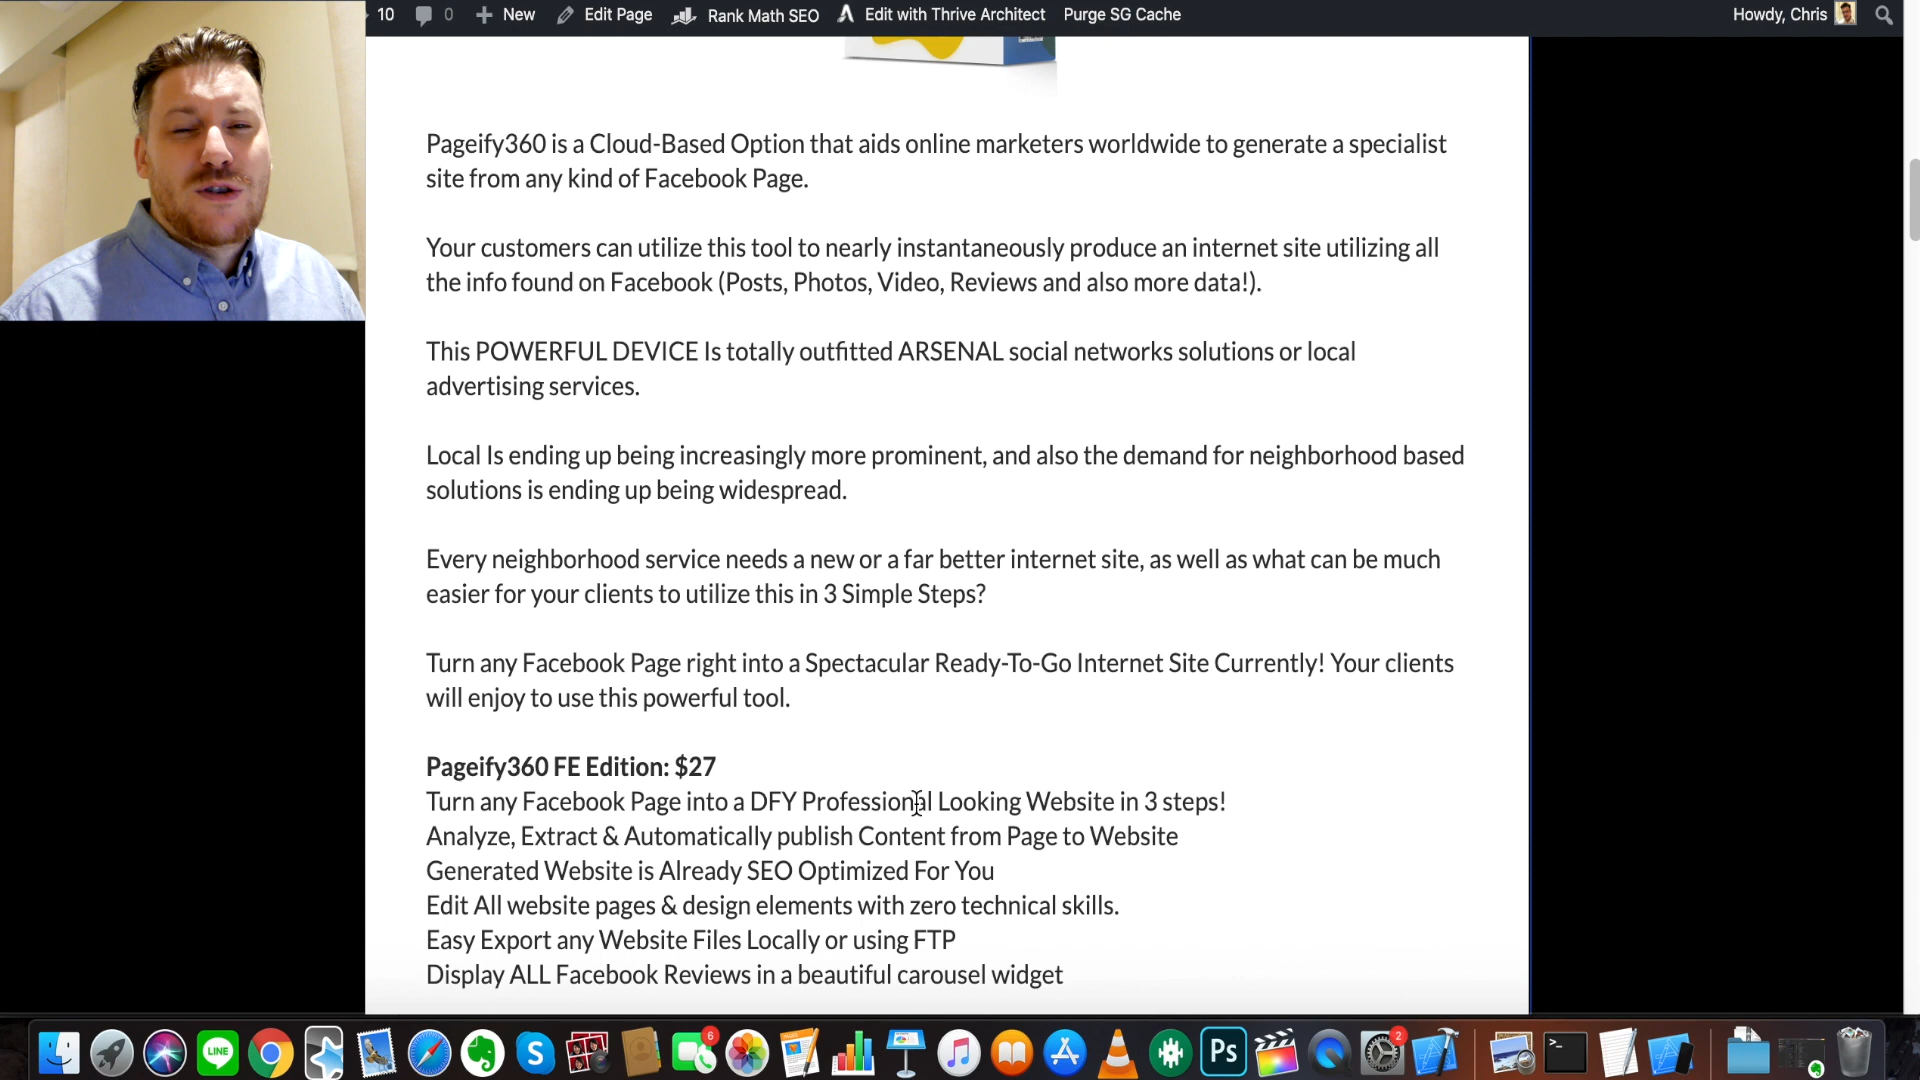 10 0 New Edit Page Rank Math SEO Edit with Thrive Architect Purge SG Cache Howdy, Chris
Pageify360 is a Cloud-Based Option that aids online marketers worldwide to generate a specialist
site from any kind of Facebook Page.
Your customers can utilize this tool to nearly instantaneously produce an internet site utilizing all
the info found on Facebook (Posts, Photos, Video, Reviews and also more data!).
This POWERFUL DEVICE Is totally outfitted ARSENAL social networks solutions or local
advertising services.
Local Is ending up being increasingly more prominent, and also the demand for neighborhood based
solutions is ending up being widespread.
Every neighborhood service needs a new or a far better internet site, as well as what can be much
easier for your clients to utilize this in 3 Simple Steps?
Turn any Facebook Page right into a Spectacular Ready-To-Go Internet Site Currently! Your clients
will enjoy to use this powerful tool.
Pageify360 FE Edition: $27
Turn any Facebook Page into a DFY Professional Looking Website in 3 steps!
Analyze, Extract & Automatically publish Content from Page to Website
Generated Website is Already SEO Optimized For You
Edit All website pages & design elements with zero technical skills.
Easy Export any Website Files Locally or using FTP
Display ALL Facebook Reviews in a beautiful carousel widget
LINE
6
Ps
2